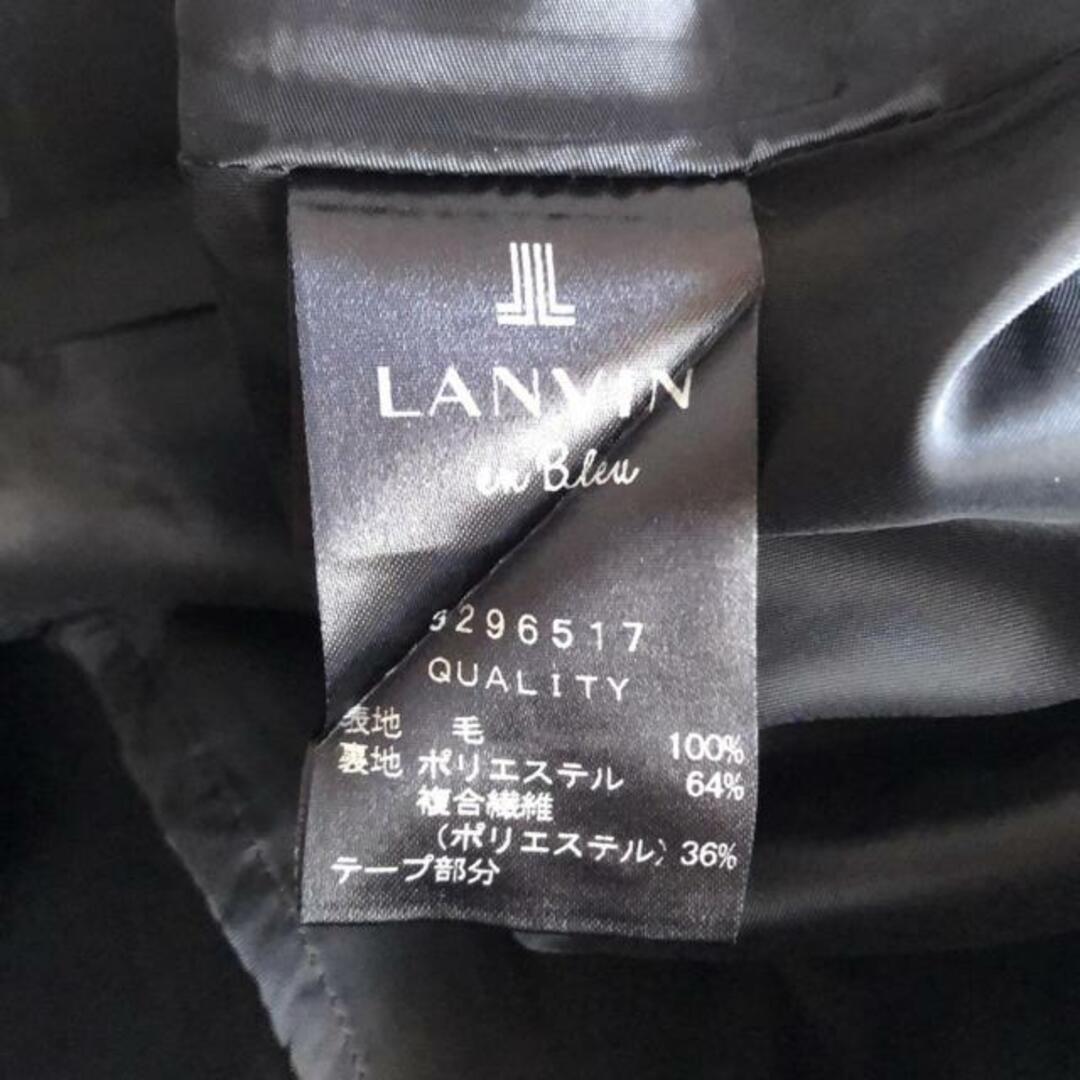 LANVIN
en Bleu
9296517
QUALITY
表地 毛 100%
裏地 ポリエステル 64%
複合繊維
(ポリエステル) 36%
テープ部分